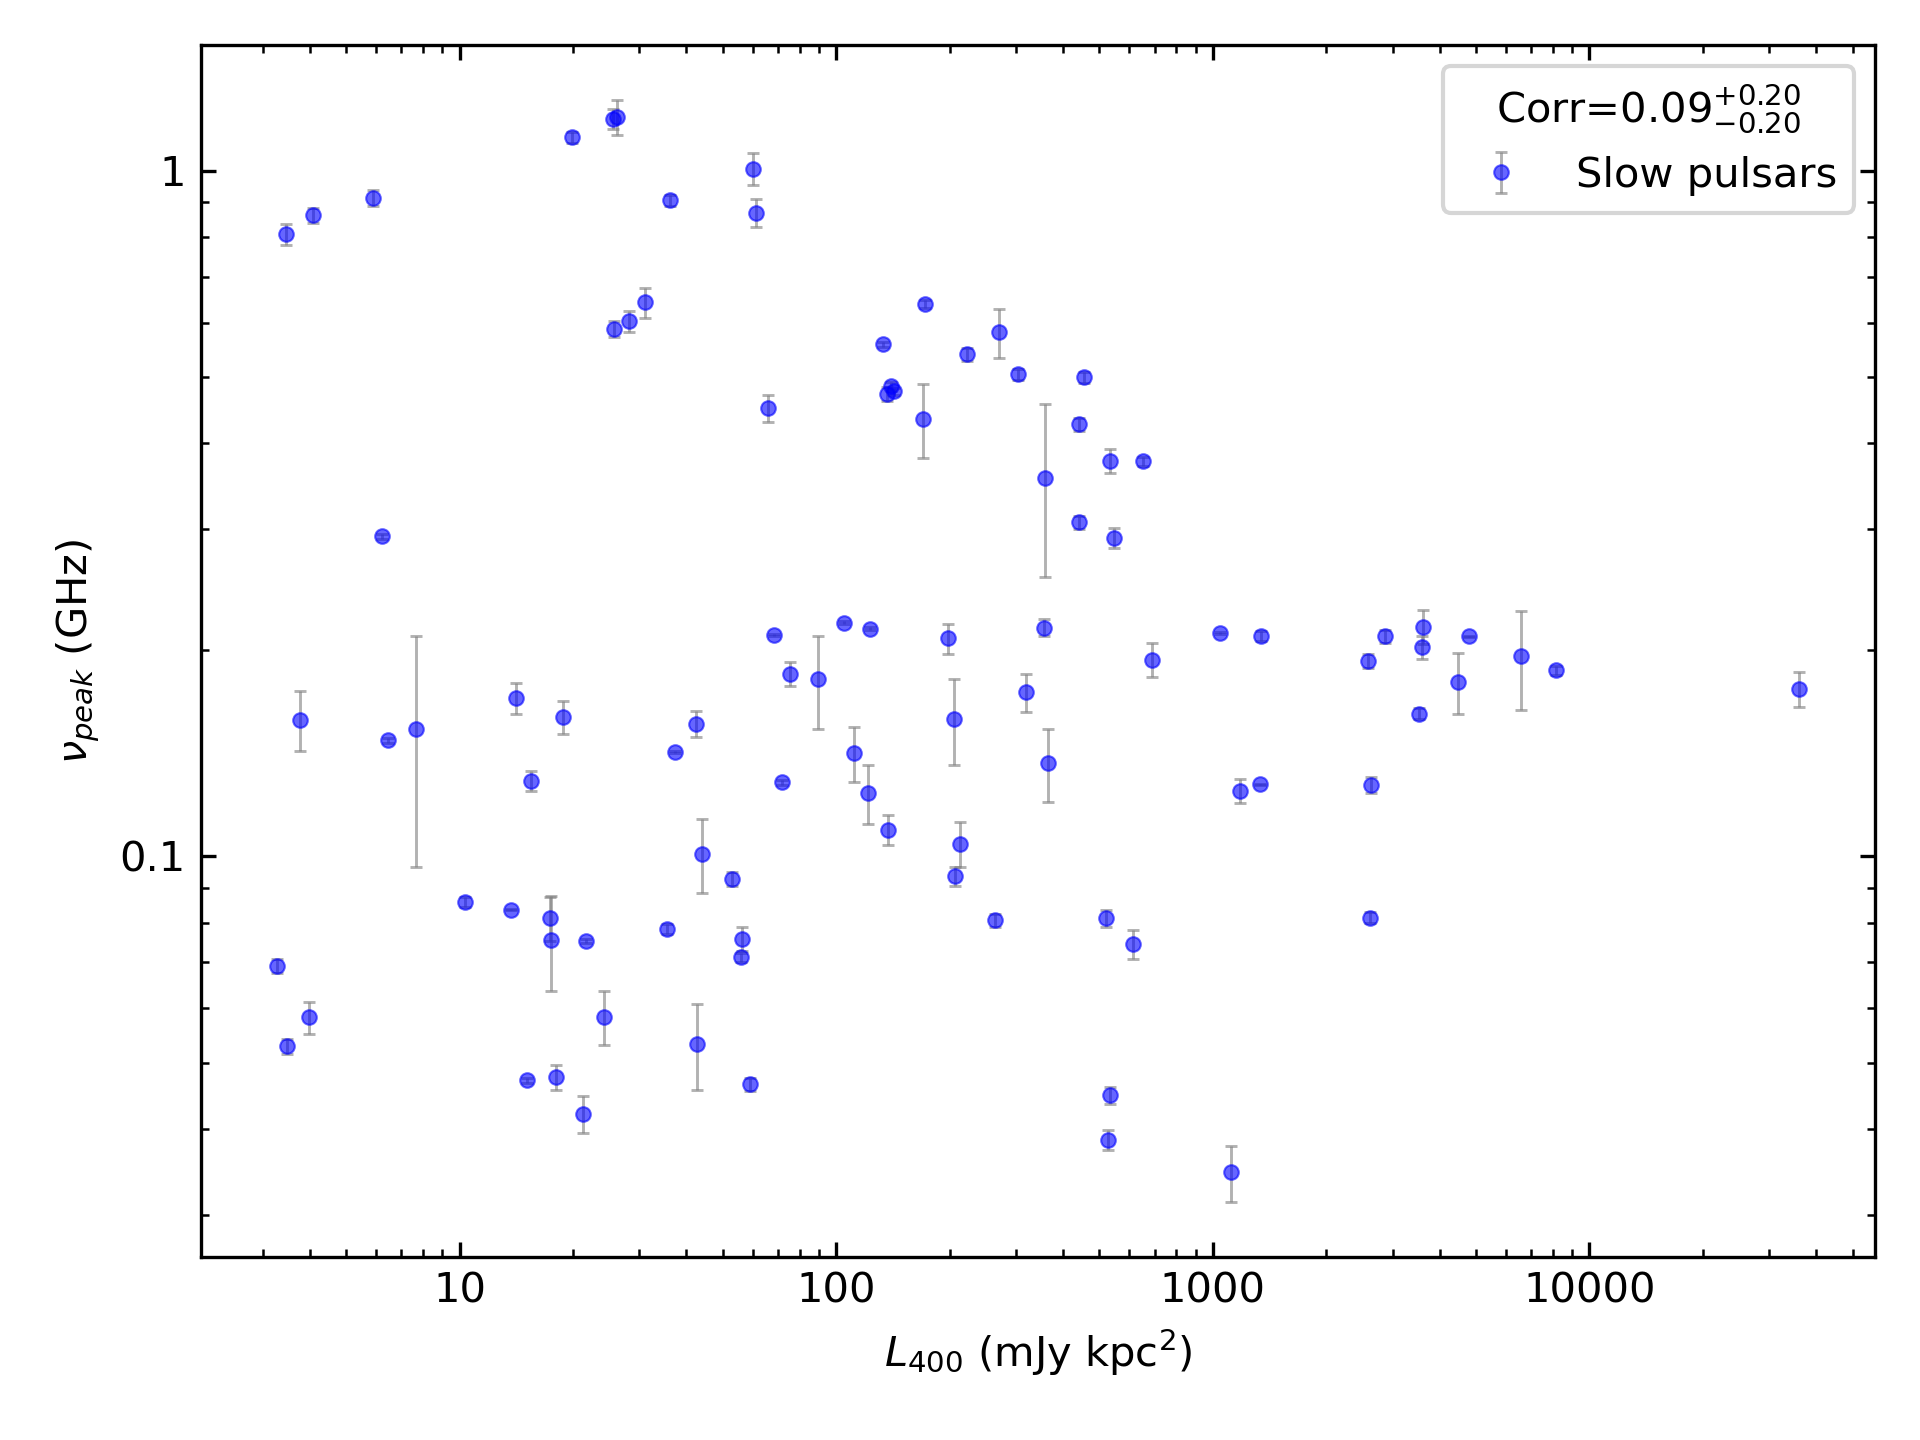 Corr=0.09+0.20−0.20
Slow pulsars
1
0.1
νpeak (GHz)
10 100 1000 10000
L400 (mJy kpc2)